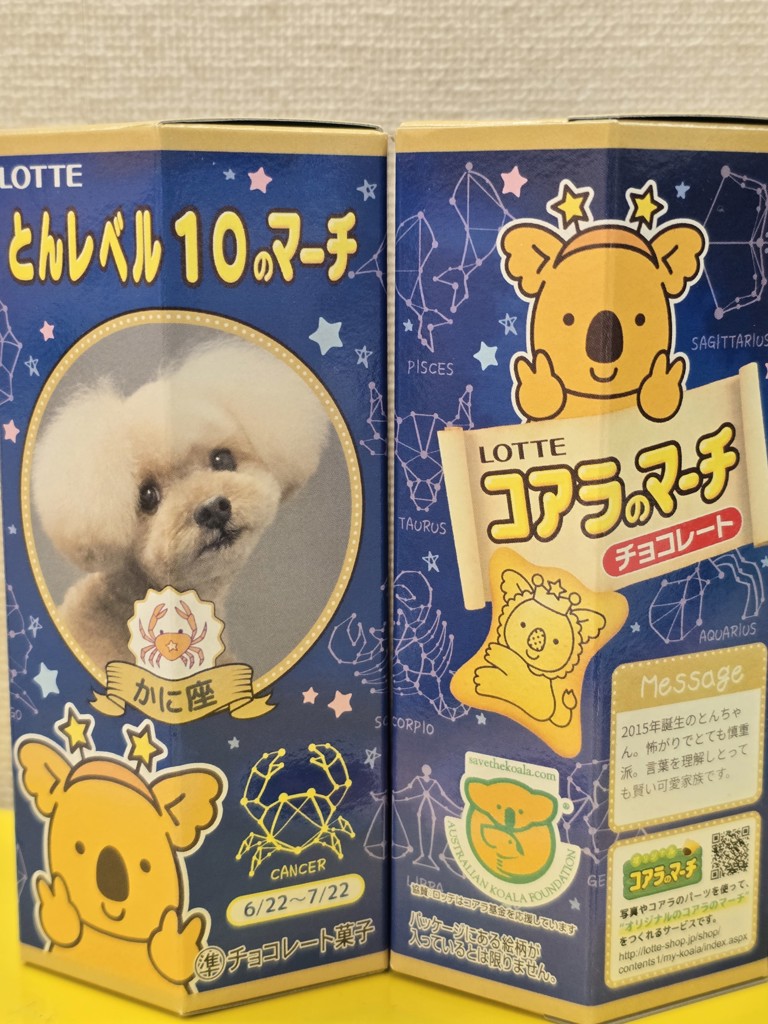 LOTTE
とんレベル10のマーチ
かに座
CANCER
6/22〜7/22
準チョコレート菓子
PISCES
SAGITTARIUS
TAURUS
AQUARIUS
LOTTE
コアラのマーチ
チョコレート
Message
2015年誕生のとんちゃ
ん。怖がりでとても慎重
派。言葉を理解しとって
も賢い可愛家族です。
savethekoala.com
AUSTRALIAN KOALA FOUNDATION
協賛:ロッテはコアラ基金を応援しています
パッケージにある絵柄が
入っているとは限りません。
コアラのマーチ
写真やコアラのパーツを使って、
"オリジナルのコアラのマーチ"
をつくれるサービスです。
http://lotte-shop.jp/shop/
contents1/my-koala/index.aspx